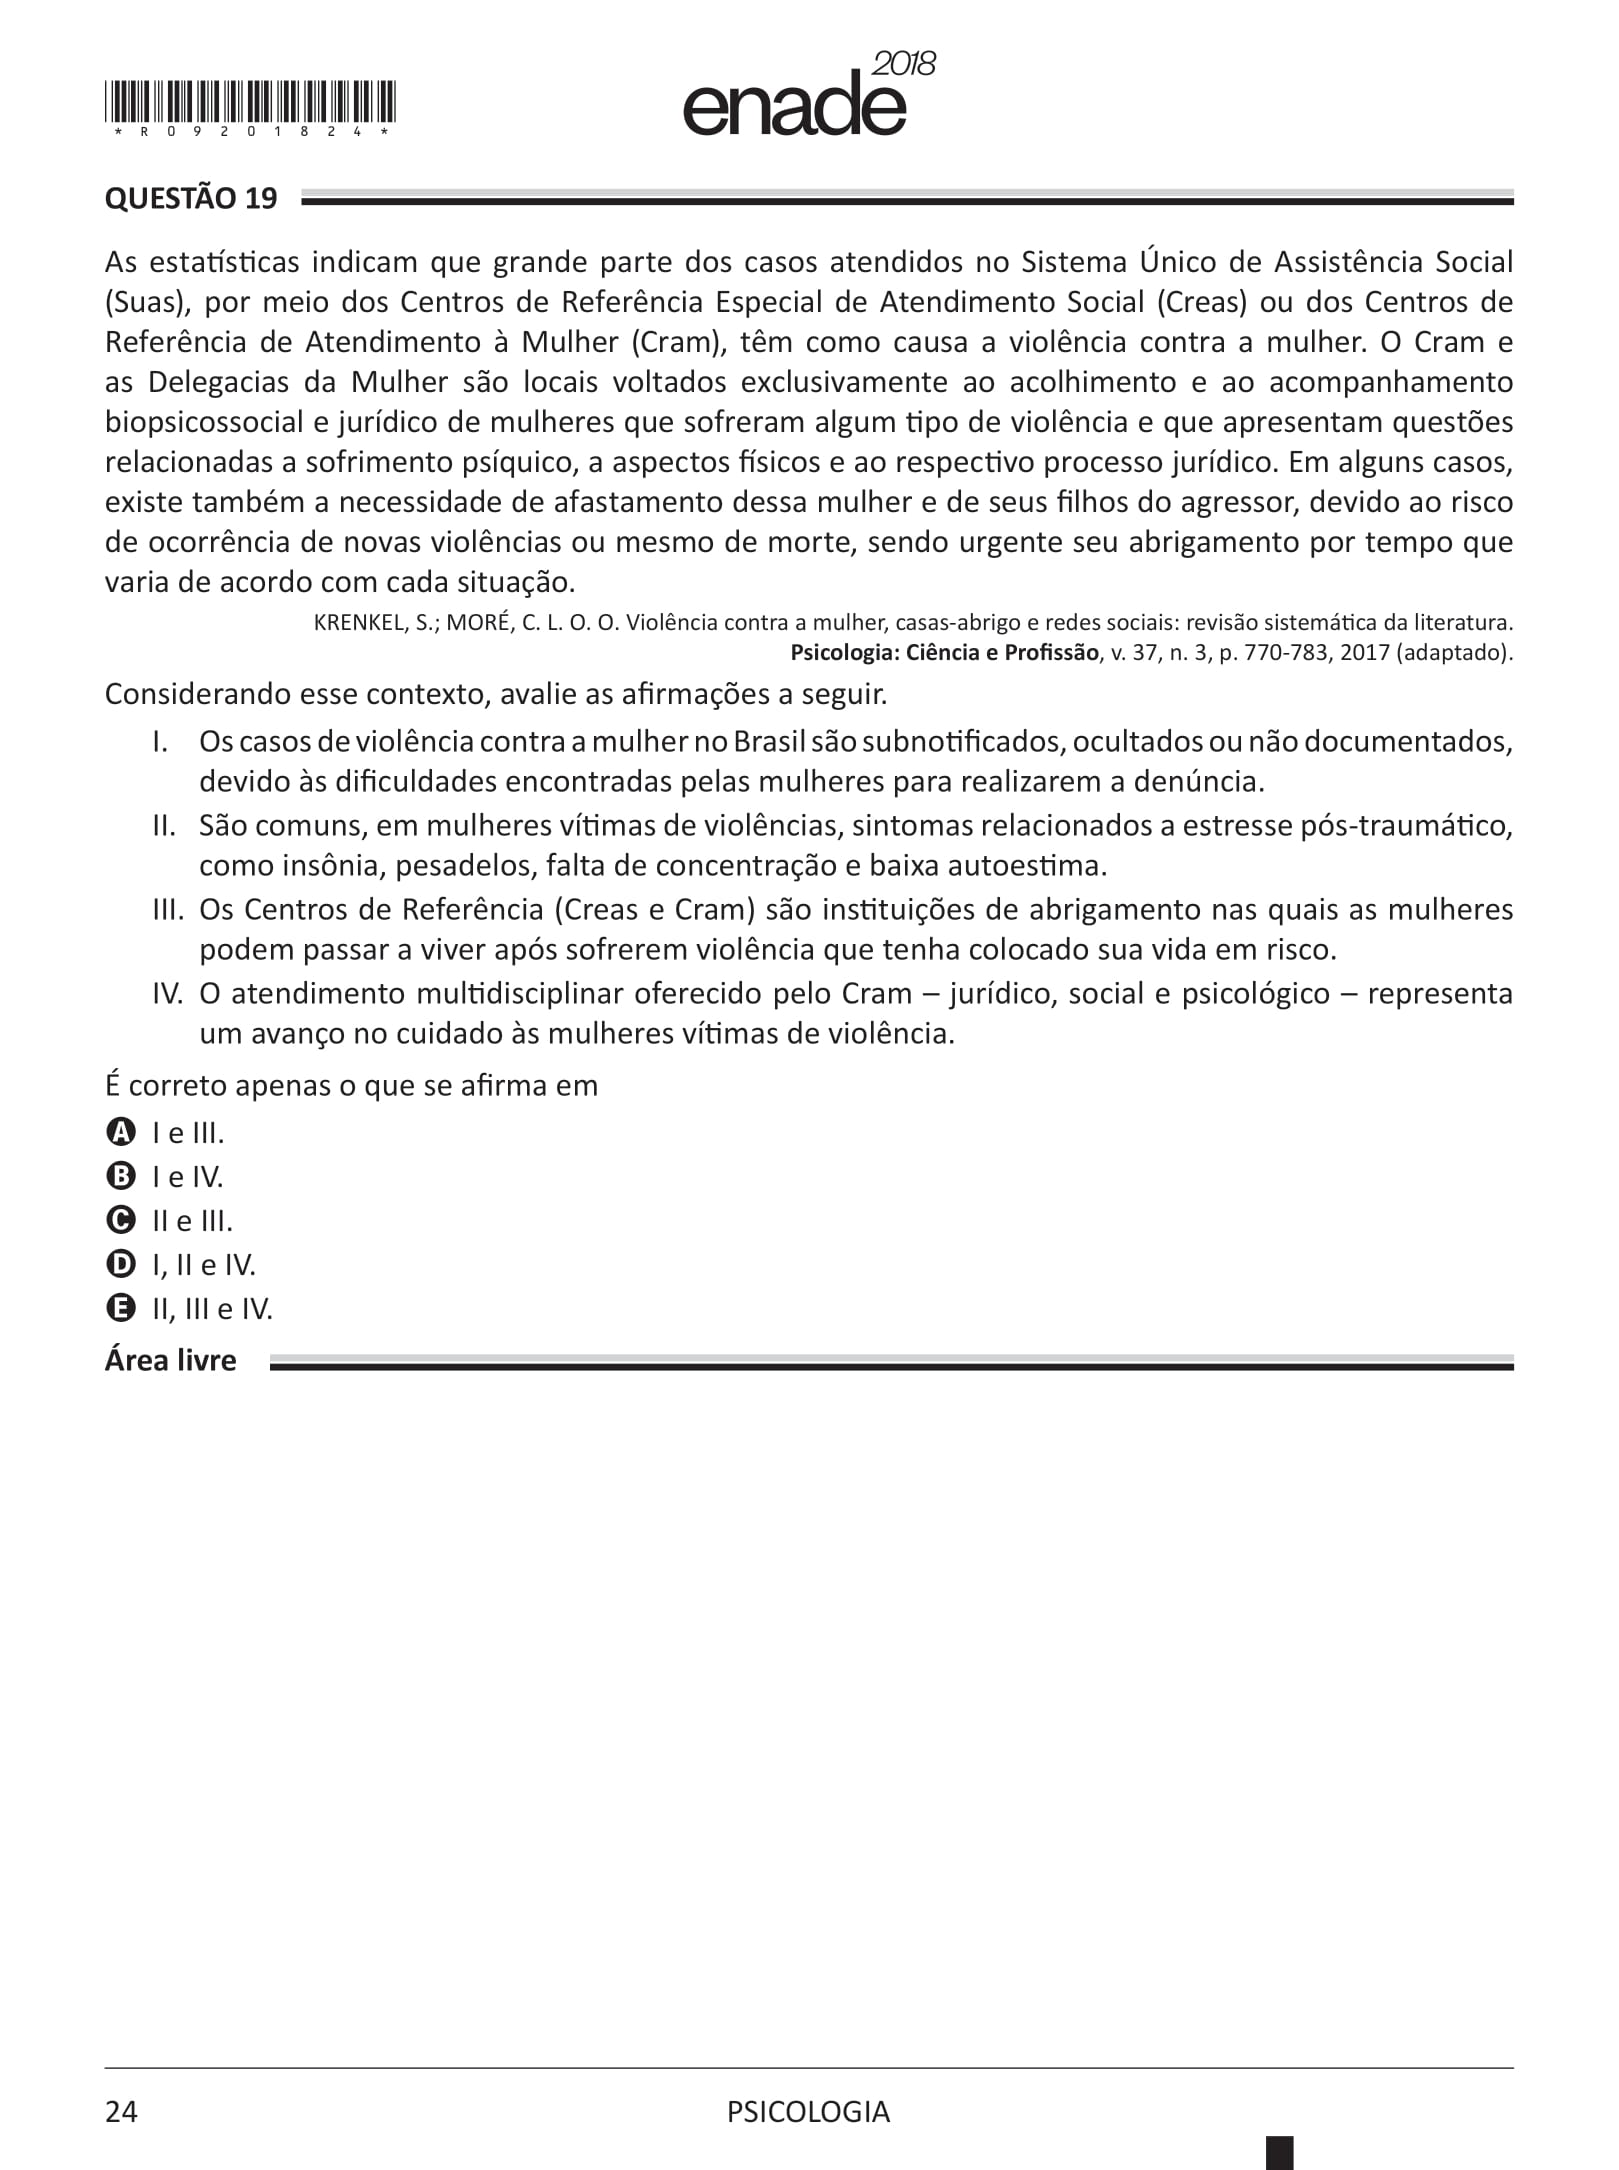 *R09201824*
enade 2018
QUESTÃO 19
As estatísticas indicam que grande parte dos casos atendidos no Sistema Único de Assistência Social
(Suas), por meio dos Centros de Referência Especial de Atendimento Social (Creas) ou dos Centros de
Referência de Atendimento à Mulher (Cram), têm como causa a violência contra a mulher. O Cram e
as Delegacias da Mulher são locais voltados exclusivamente ao acolhimento e ao acompanhamento
biopsicossocial e jurídico de mulheres que sofreram algum tipo de violência e que apresentam questões
relacionadas a sofrimento psíquico, a aspectos físicos e ao respectivo processo jurídico. Em alguns casos,
existe também a necessidade de afastamento dessa mulher e de seus filhos do agressor, devido ao risco
de ocorrência de novas violências ou mesmo de morte, sendo urgente seu abrigamento por tempo que
varia de acordo com cada situação.
KRENKEL, S.; MORÉ, C. L. O. O. Violência contra a mulher, casas-abrigo e redes sociais: revisão sistemática da literatura.
Psicologia: Ciência e Profissão, v. 37, n. 3, p. 770-783, 2017 (adaptado).
Considerando esse contexto, avalie as afirmações a seguir.
I. Os casos de violência contra a mulher no Brasil são subnotificados, ocultados ou não documentados,
devido às dificuldades encontradas pelas mulheres para realizarem a denúncia.
II. São comuns, em mulheres vítimas de violências, sintomas relacionados a estresse pós-traumático,
como insônia, pesadelos, falta de concentração e baixa autoestima.
III. Os Centros de Referência (Creas e Cram) são instituições de abrigamento nas quais as mulheres
podem passar a viver após sofrerem violência que tenha colocado sua vida em risco.
IV. O atendimento multidisciplinar oferecido pelo Cram – jurídico, social e psicológico – representa
um avanço no cuidado às mulheres vítimas de violência.
É correto apenas o que se afirma em
A I e III.
B I e IV.
C II e III.
D I, II e IV.
E II, III e IV.
Área livre
24
PSICOLOGIA